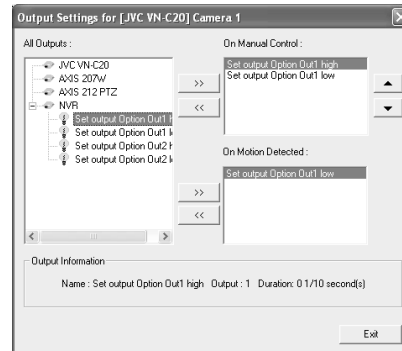 Output Settings for [JVC VN-C20] Camera 1
All Outputs :
JVC VN-C20
AXIS 207W
AXIS 212 PTZ
NVR
Set output Option Out1 h
Set output Option Out1 l
Set output Option Out2 h
Set output Option Out2 l
>>
<<
On Manual Control :
Set output Option Out1 high
Set output Option Out1 low
On Motion Detected :
Set output Option Out1 low
>>
<<
Output Information
Name : Set output Option Out1 high Output : 1 Duration: 0 1/10 second(s)
Exit